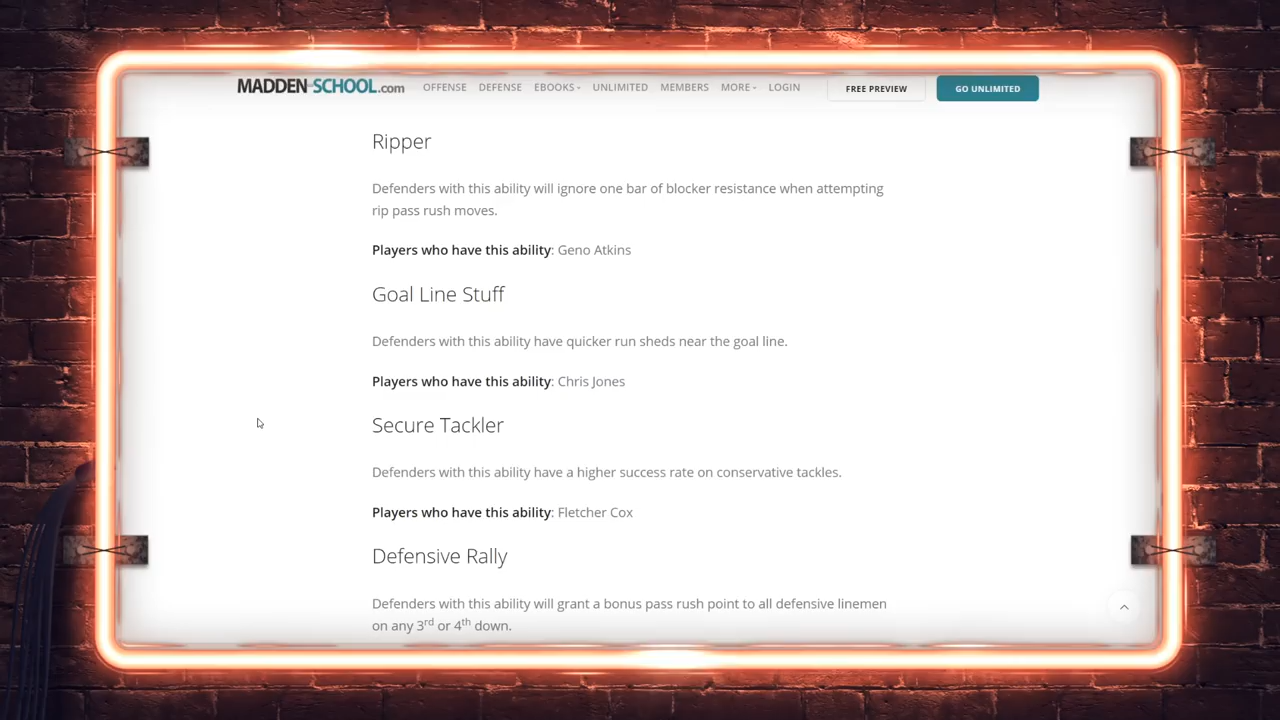 MADDEN-SCHOOL.com OFFENSE DEFENSE EBOOKS UNLIMITED MEMBERS MORE LOGIN FREE PREVIEW GO UNLIMITED
Ripper
Defenders with this ability will ignore one bar of blocker resistance when attempting
rip pass rush moves.
Players who have this ability: Geno Atkins
Goal Line Stuff
Defenders with this ability have quicker run sheds near the goal line.
Players who have this ability: Chris Jones
Secure Tackler
Defenders with this ability have a higher success rate on conservative tackles.
Players who have this ability: Fletcher Cox
Defensive Rally
Defenders with this ability will grant a bonus pass rush point to all defensive linemen
on any 3rd or 4th down.